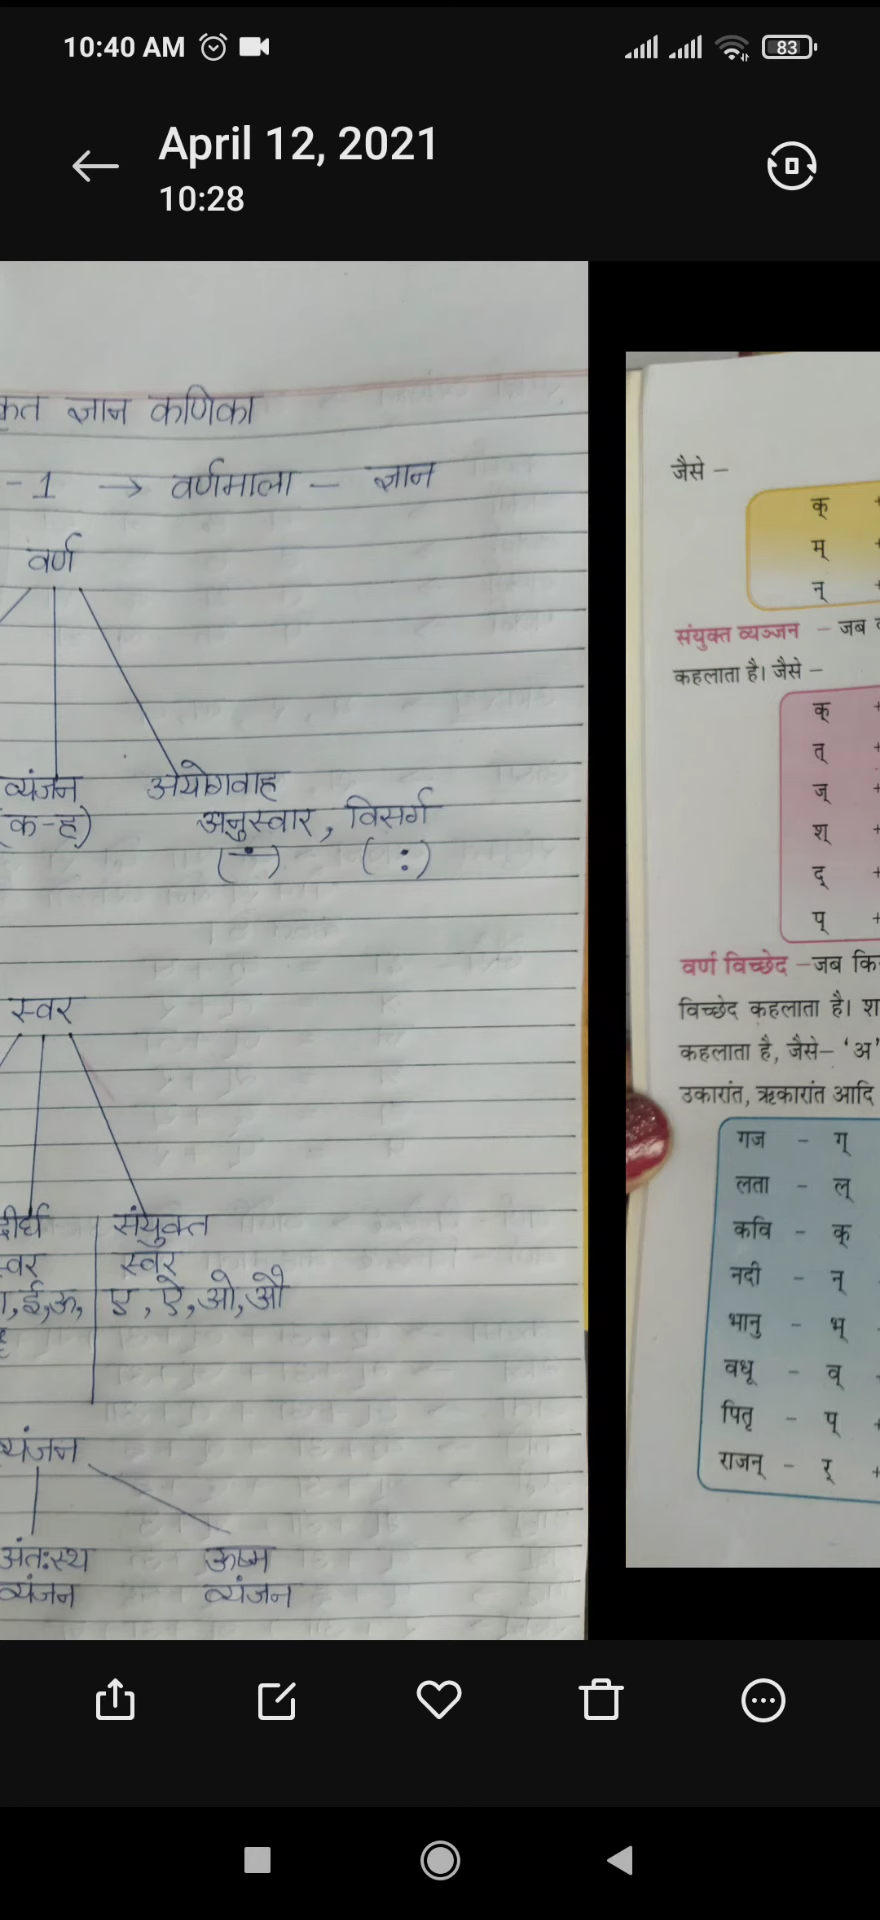 10:40 AM
83
April 12, 2021
10:28
ज्ञान कणिका
-1 → वर्णमाला - ज्ञान
वर्ण
व्यंजन अयोगवाह
(क-ह) अनुस्वार, विसर्ग
(ं) (:)
स्वर
दीर्घ संयुक्त
स्वर स्वर
ई,ऊ, ए, ऐ, ओ, औ
व्यंजन
अंतःस्थ ऊष्म
व्यंजन व्यंजन
जैसे –
क् +
म् +
न् +
संयुक्त व्यञ्जन – जब
कहलाता है। जैसे –
क् +
त् +
ज् +
श् +
द् +
प् +
वर्ण विच्छेद –जब
विच्छेद कहलाता है।
कहलाता है, जैसे– 'अ'
उकारांत, ऋकारांत आदि
गज – ग्
लता – ल्
कवि – क्
नदी – न्
भानु – भ्
वधू – व्
पितृ – प् +
राजन् – र् +